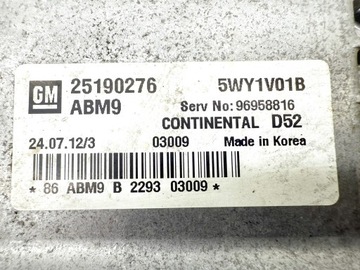 GM 25190276 5WY1V01B
ABM9 Serv No: 96958816
CONTINENTAL D52
24.07.12/3 03009 Made in Korea
* 86 ABM9 B 2293 03009 *